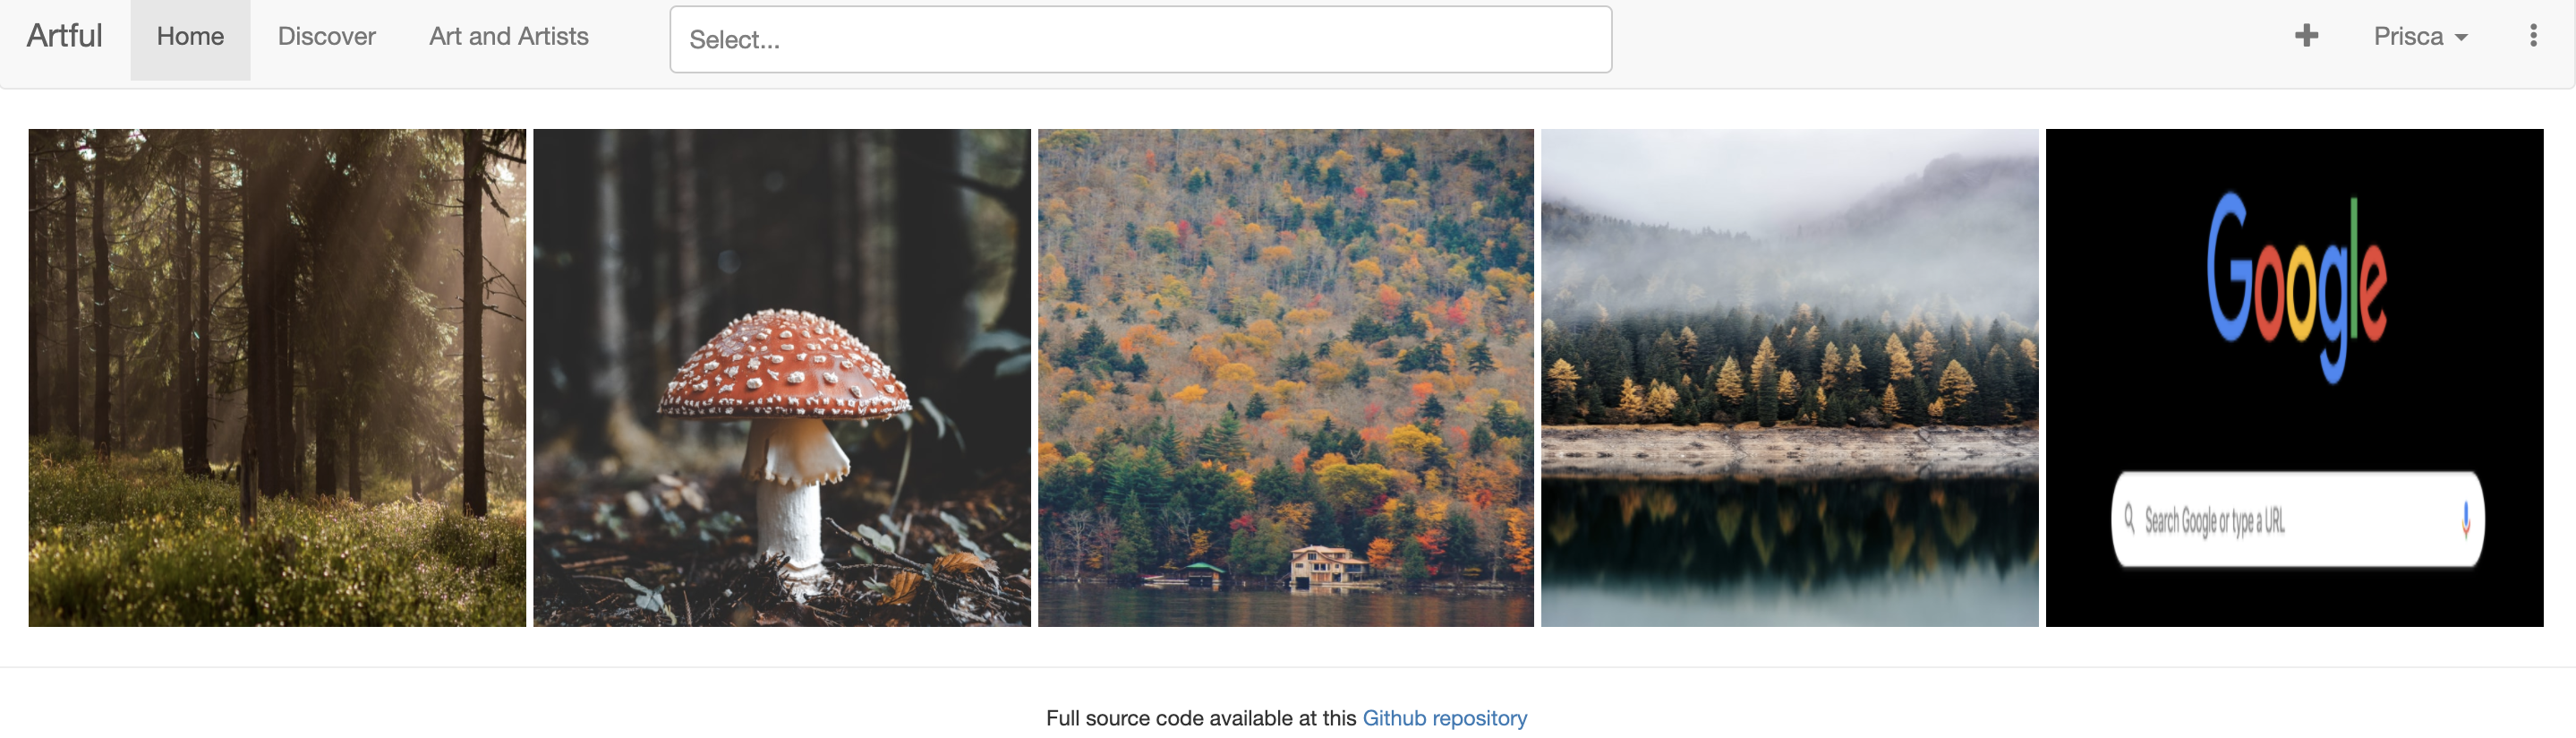 Artful Home Discover Art and Artists Select... Prisca
Google
Search Google or type a URL
Full source code available at this Github repository